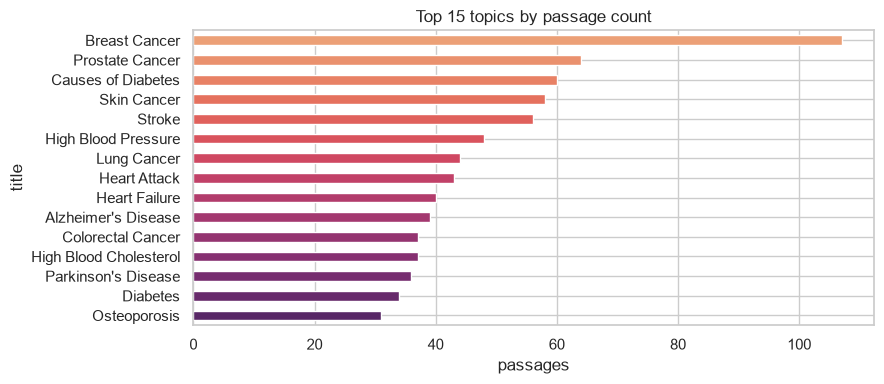 Top 15 topics by passage count
title
Breast Cancer
Prostate Cancer
Causes of Diabetes
Skin Cancer
Stroke
High Blood Pressure
Lung Cancer
Heart Attack
Heart Failure
Alzheimer's Disease
Colorectal Cancer
High Blood Cholesterol
Parkinson's Disease
Diabetes
Osteoporosis
0 20 40 60 80 100
passages